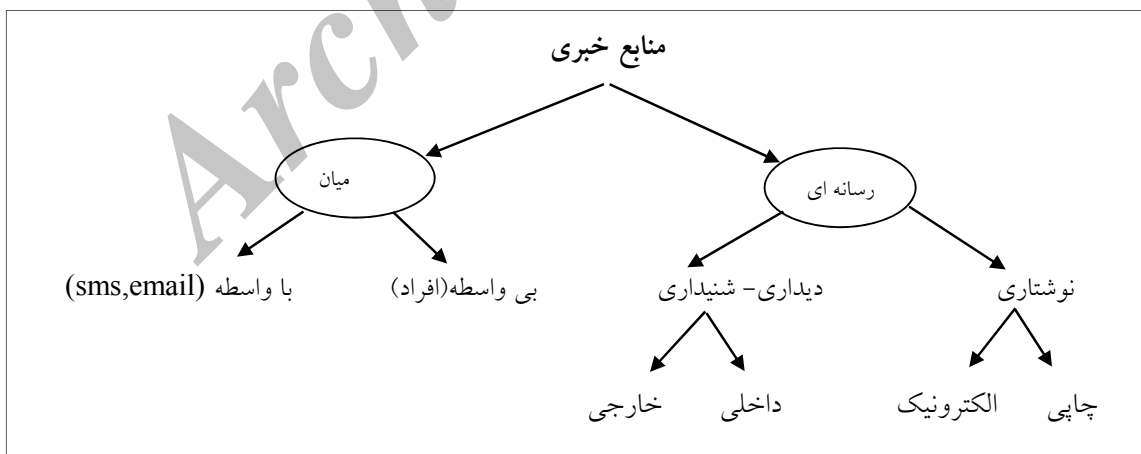 منابع خبری
رسانه ای
میان
نوشتاری
دیداری- شنیداری
بی واسطه(افراد)
با واسطه (sms,email)
چاپی
الکترونیک
داخلی
خارجی
Arch